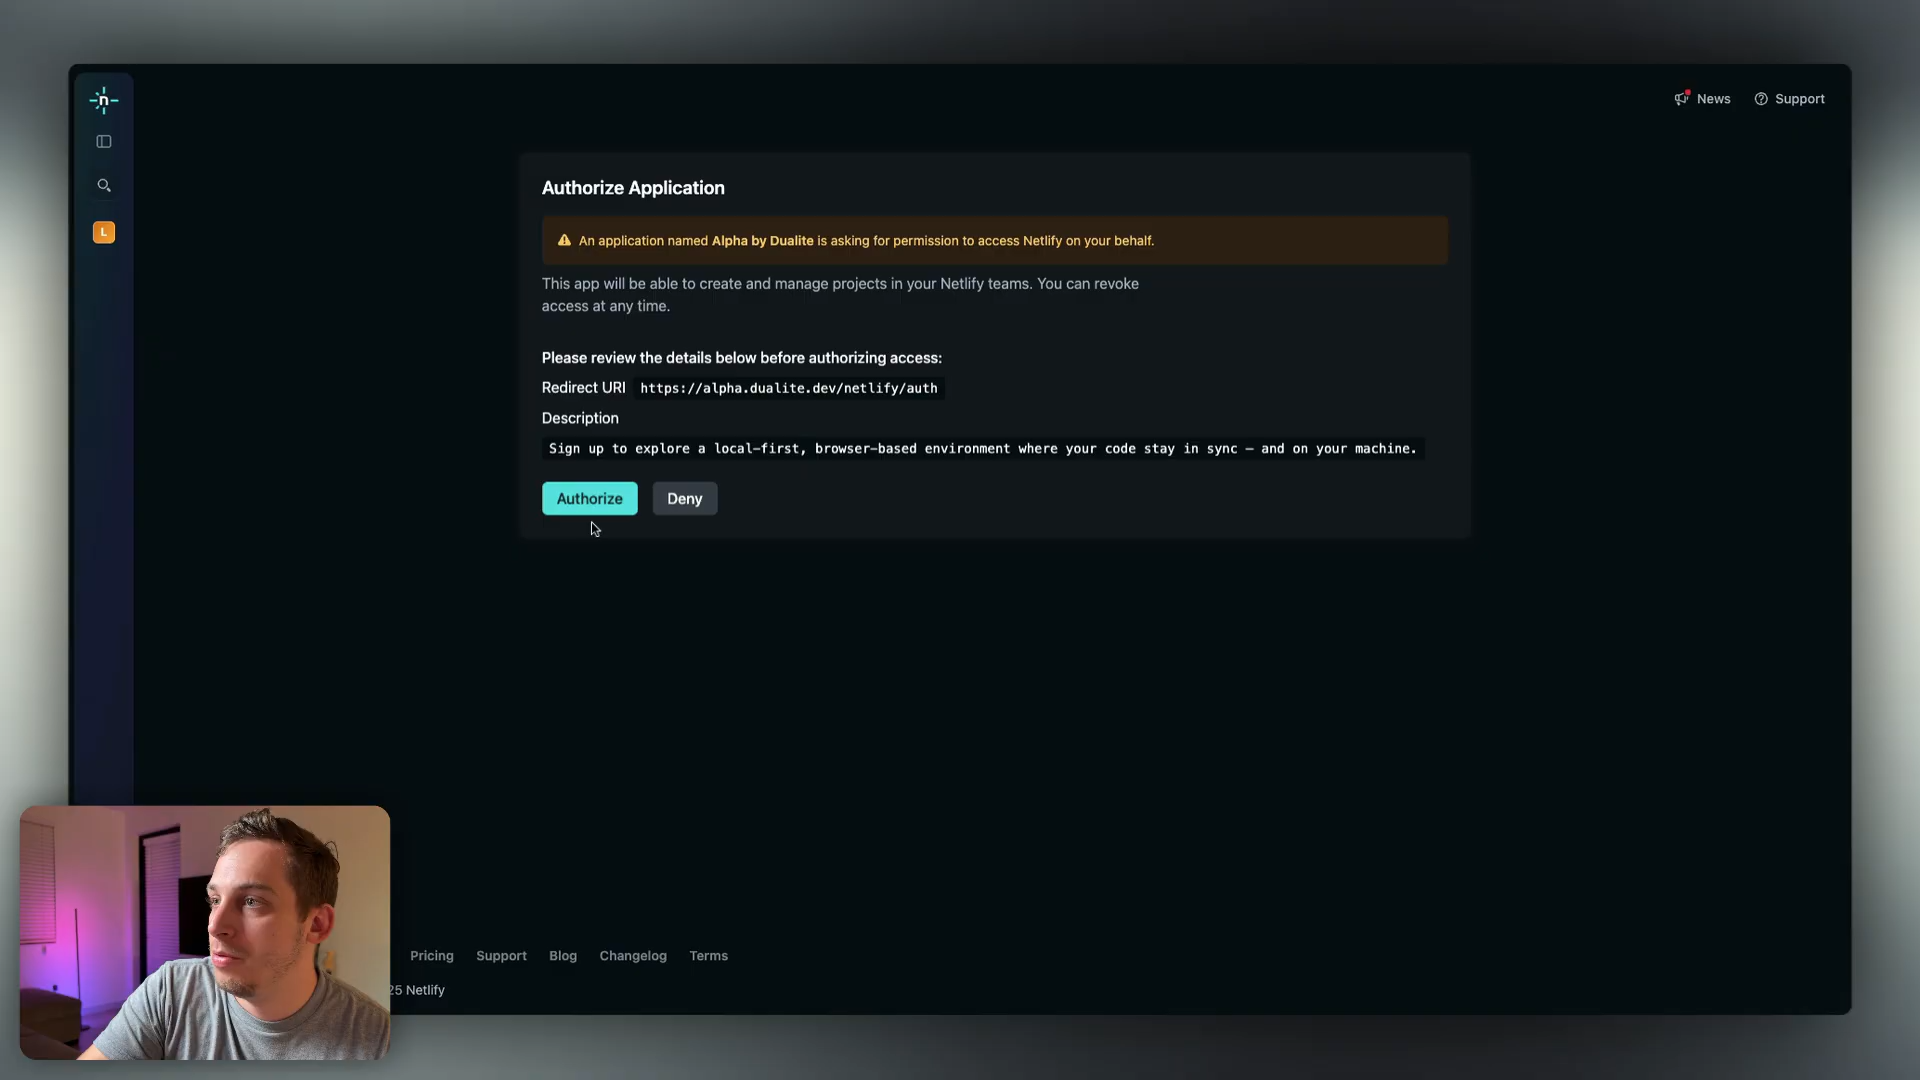 n
News
Support
L
Authorize Application
An application named Alpha by Dualite is asking for permission to access Netlify on your behalf.
This app will be able to create and manage projects in your Netlify teams. You can revoke
access at any time.
Please review the details below before authorizing access:
Redirect URI https://alpha.dualite.dev/netlify/auth
Description
Sign up to explore a local-first, browser-based environment where your code stay in sync — and on your machine.
Authorize
Deny
Pricing
Support
Blog
Changelog
Terms
25 Netlify